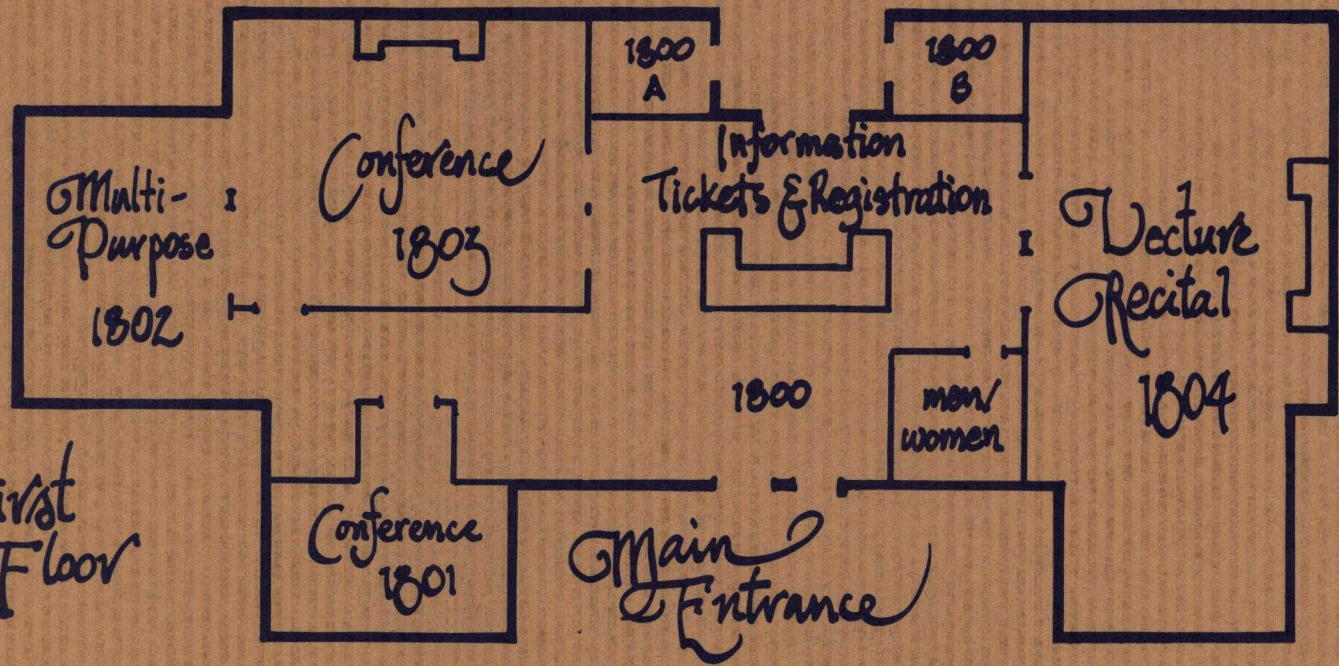 1800
A
1800
B
Information
Tickets & Registration
Conference
1803
Multi-
Purpose
1802
Lecture
Recital
1804
1800
men/
women
irst
Floor
Conference
1801
Main
Entrance